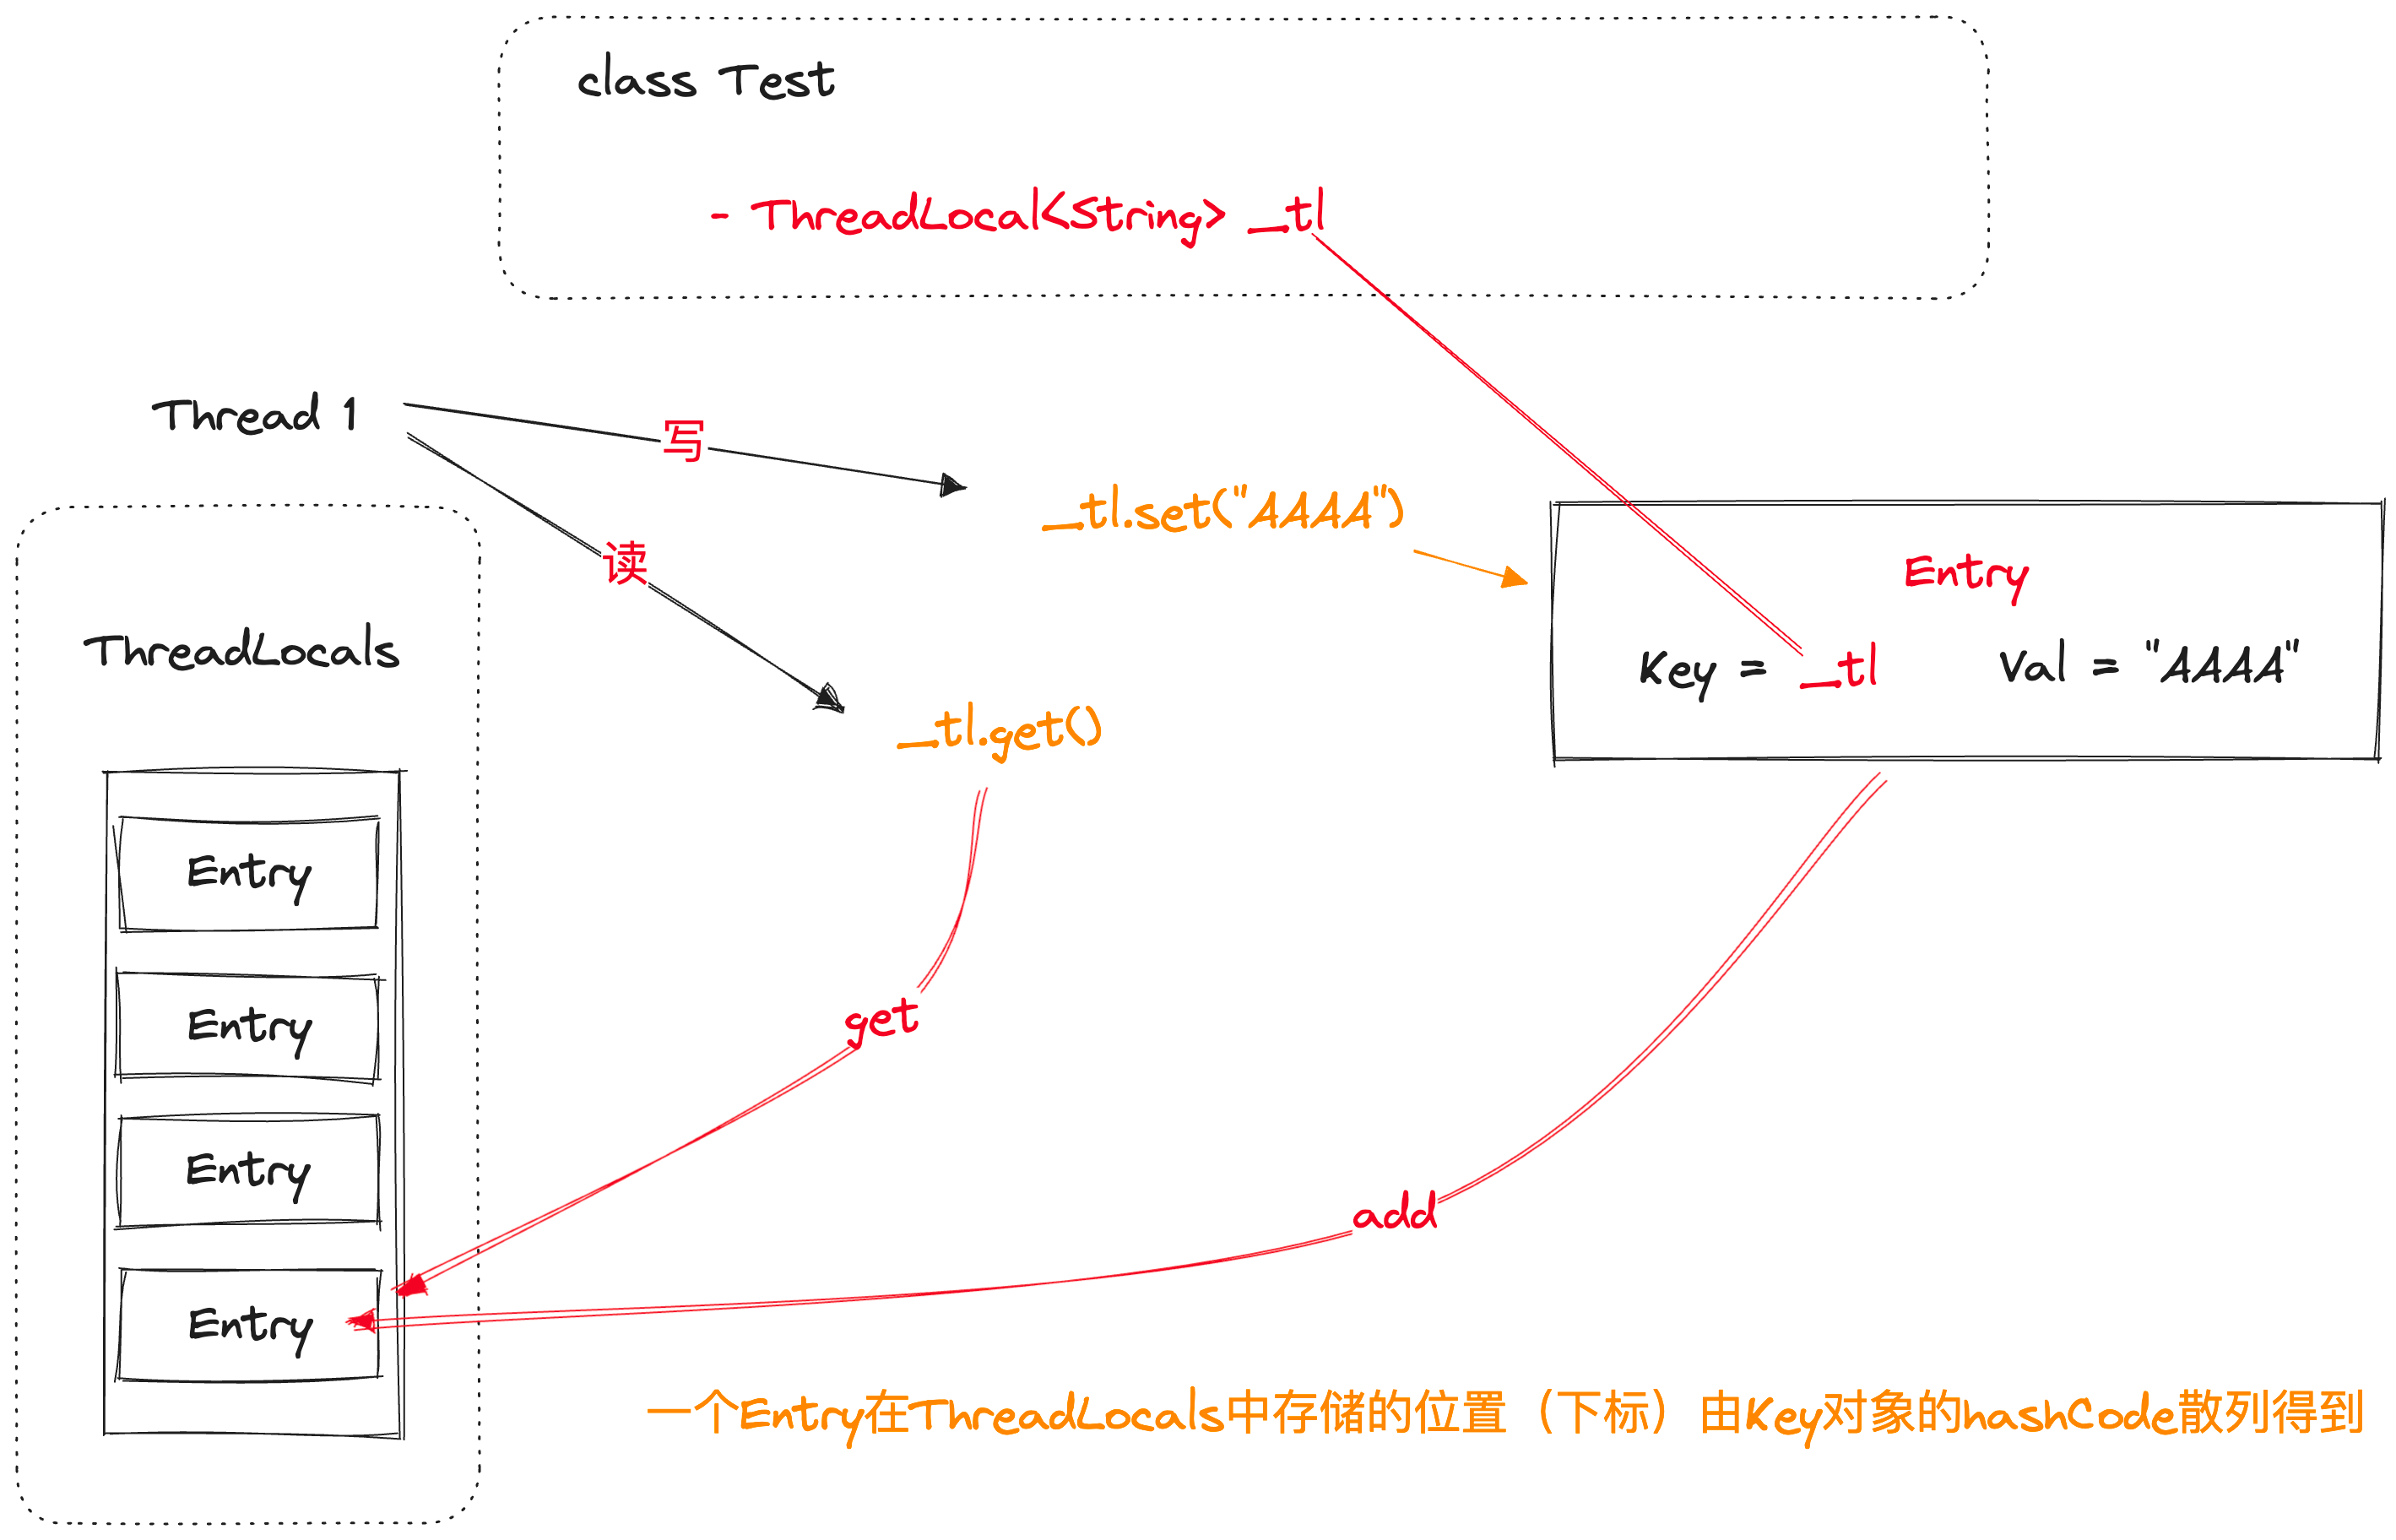 class Test
- ThreadLocal<String> _tl
Thread 1
写
读
_tl.set("AAAA")
Entry
Key = _tl
Val = "AAAA"
ThreadLocals
_tl.get()
Entry
Entry
Entry
Entry
get
add
一个Entry在ThreadLocals中存储的位置（下标）由Key对象的hashCode散列得到